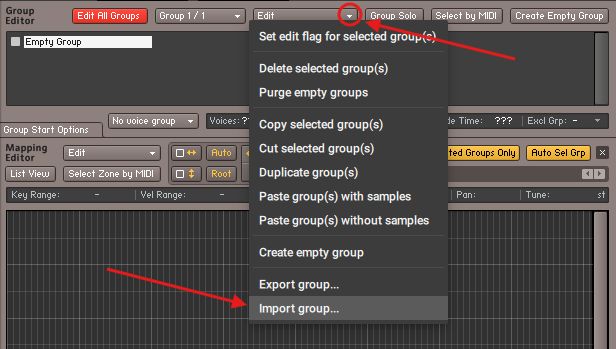 Group Editor
Edit All Groups
Group 1 / 1
Edit
Group Solo
Select by MIDI
Create Empty Group
Empty Group
Set edit flag for selected group(s)
Delete selected group(s)
Purge empty groups
Copy selected group(s)
Cut selected group(s)
Duplicate group(s)
Paste group(s) with samples
Paste group(s) without samples
Create empty group
Export group...
Import group...
No voice group
Voices:
de Time: ???
Excl Grp: -
Group Start Options
Mapping Editor
Edit
Auto
ted Groups Only
Auto Sel Grp
List View
Select Zone by MIDI
Root
Key Range: -
Vel Range: -
Pan:
Tune:
st